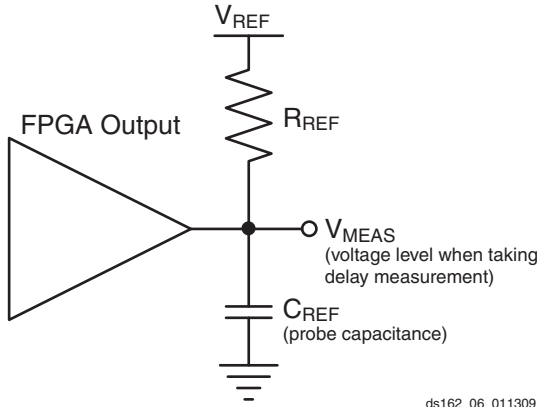 VREF
FPGA Output
RREF
VMEAS
(voltage level when taking
delay measurement)
CREF
(probe capacitance)
ds162_06_011309